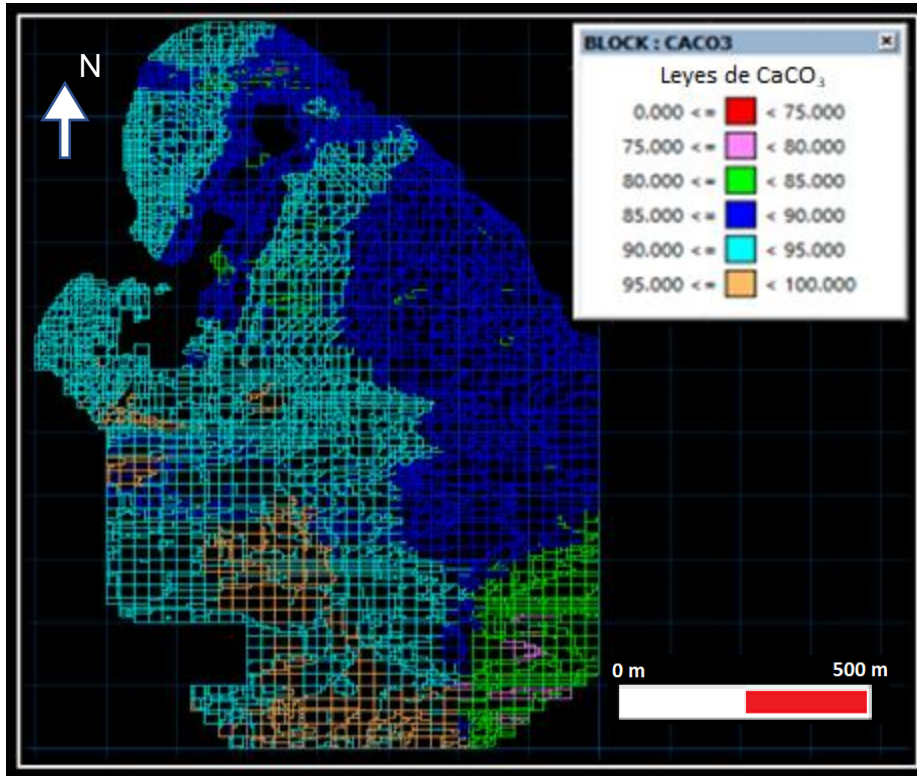 N
BLOCK : CACO3
Leyes de CaCO₃
0.000 <= < 75.000
75.000 <= < 80.000
80.000 <= < 85.000
85.000 <= < 90.000
90.000 <= < 95.000
95.000 <= < 100.000
0 m 500 m